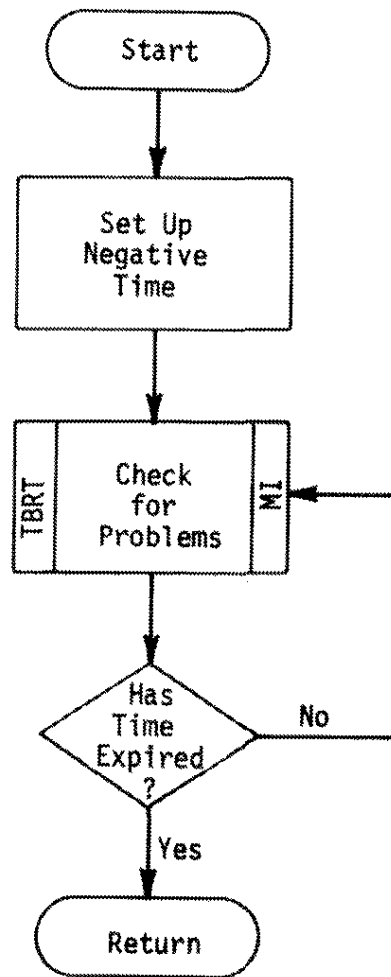 Start
Set Up
Negative
Time
TBRT
Check
for
Problems
MI
Has
Time
Expired
?
No
Yes
Return